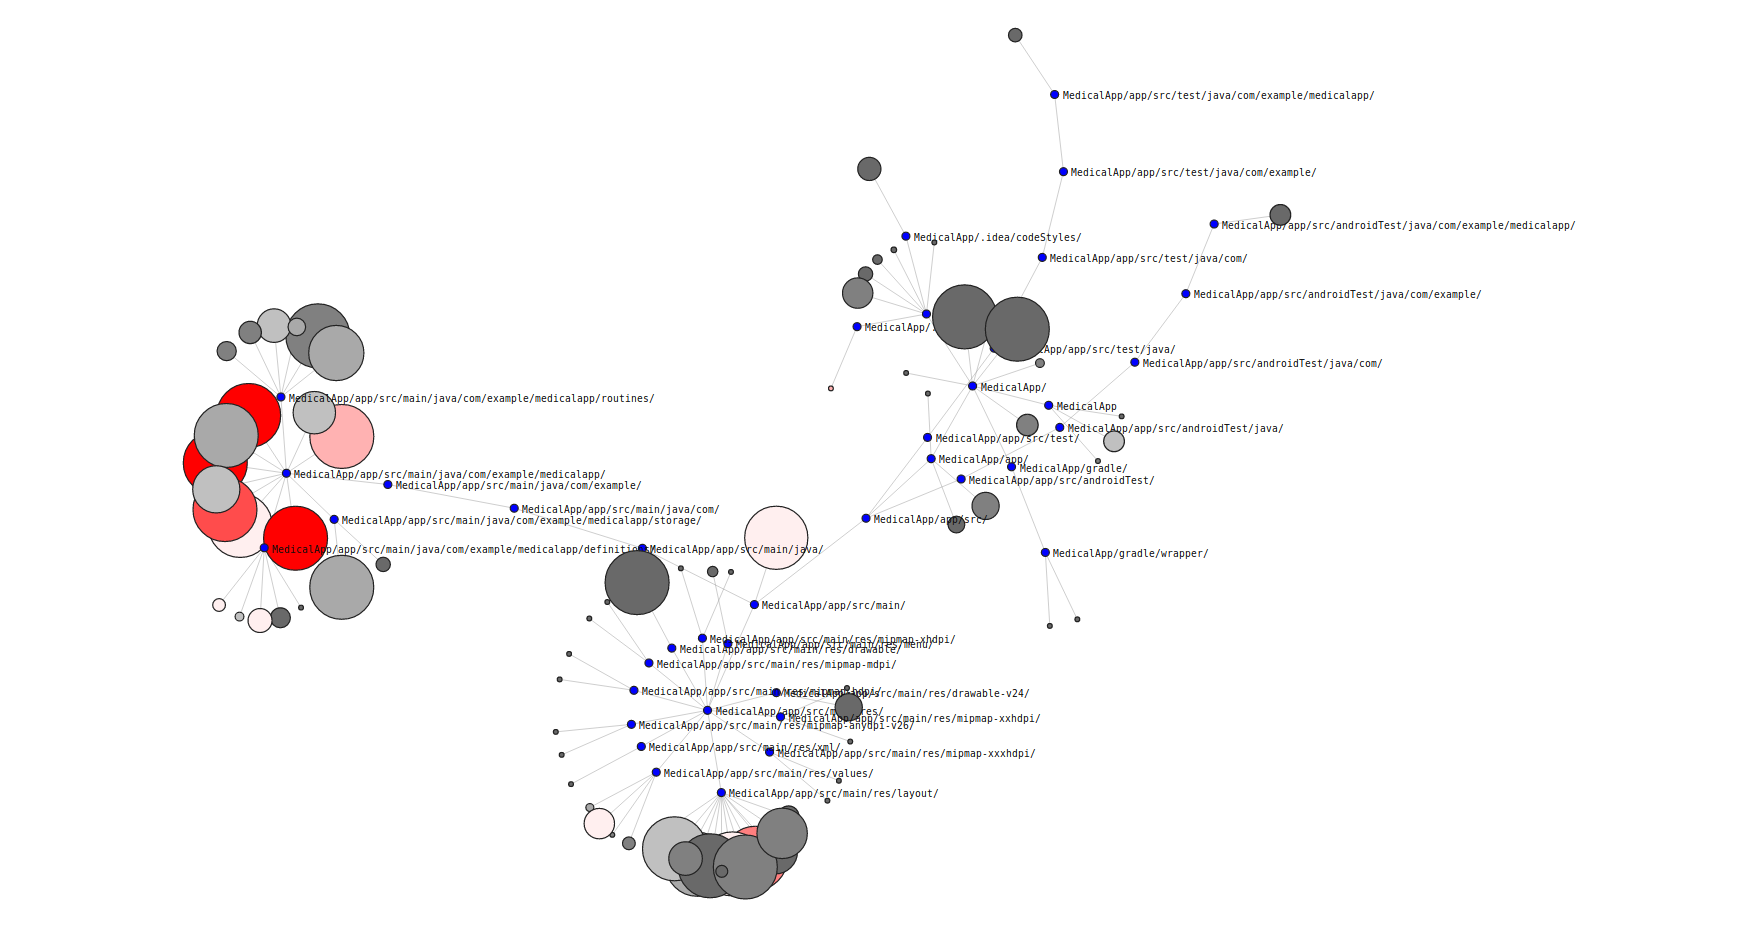 MedicalApp/app/src/test/java/com/example/medicalapp/
MedicalApp/app/src/test/java/com/example/
MedicalApp/app/src/androidTest/java/com/example/medicalapp/
MedicalApp/.idea/codeStyles/
MedicalApp/app/src/test/java/com/
MedicalApp/app/src/androidTest/java/com/example/
MedicalApp/.
App/app/src/test/java/
MedicalApp/app/src/androidTest/java/com/
MedicalApp/
MedicalApp/app/src/main/java/com/example/medicalapp/routines/
MedicalApp
MedicalApp/app/src/androidTest/java/
MedicalApp/app/src/test/
MedicalApp/app/
MedicalApp/gradle/
MedicalApp/app/src/main/java/com/example/medicalapp/
MedicalApp/app/src/androidTest/
MedicalApp/app/src/main/java/com/example/
MedicalApp/app/src/main/java/com/
MedicalApp/app/src/
MedicalApp/app/src/main/java/com/example/medicalapp/storage/
MedicalApp/app/src/main/java/com/example/medicalapp/definitions/
MedicalApp/app/src/main/java/
MedicalApp/gradle/wrapper/
MedicalApp/app/src/main/
MedicalApp/app/src/main/res/mipmap-xhdpi/
MedicalApp/app/src/main/res/menu/
MedicalApp/app/src/main/res/drawable/
MedicalApp/app/src/main/res/mipmap-mdpi/
MedicalApp/app/src/main/res/mipmap-hdpi/
MedicalApp/app/src/main/res/drawable-v24/
MedicalApp/app/src/main/res/
MedicalApp/app/src/main/res/mipmap-xxhdpi/
MedicalApp/app/src/main/res/mipmap-anydpi-v26/
MedicalApp/app/src/main/res/xml/
MedicalApp/app/src/main/res/mipmap-xxxhdpi/
MedicalApp/app/src/main/res/values/
MedicalApp/app/src/main/res/layout/